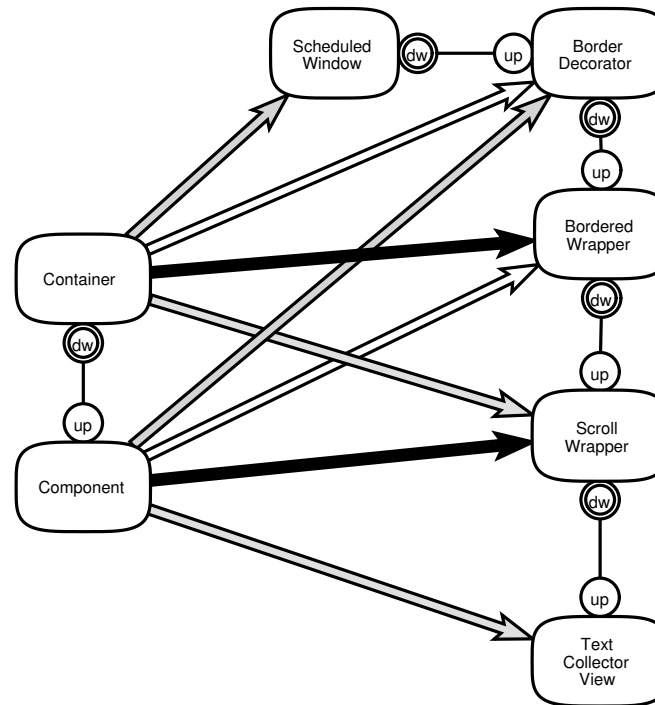 Scheduled
Window
dw
up
Border
Decorator
dw
up
Bordered
Wrapper
Container
dw
dw
up
up
Scroll
Wrapper
Component
dw
up
Text
Collector
View